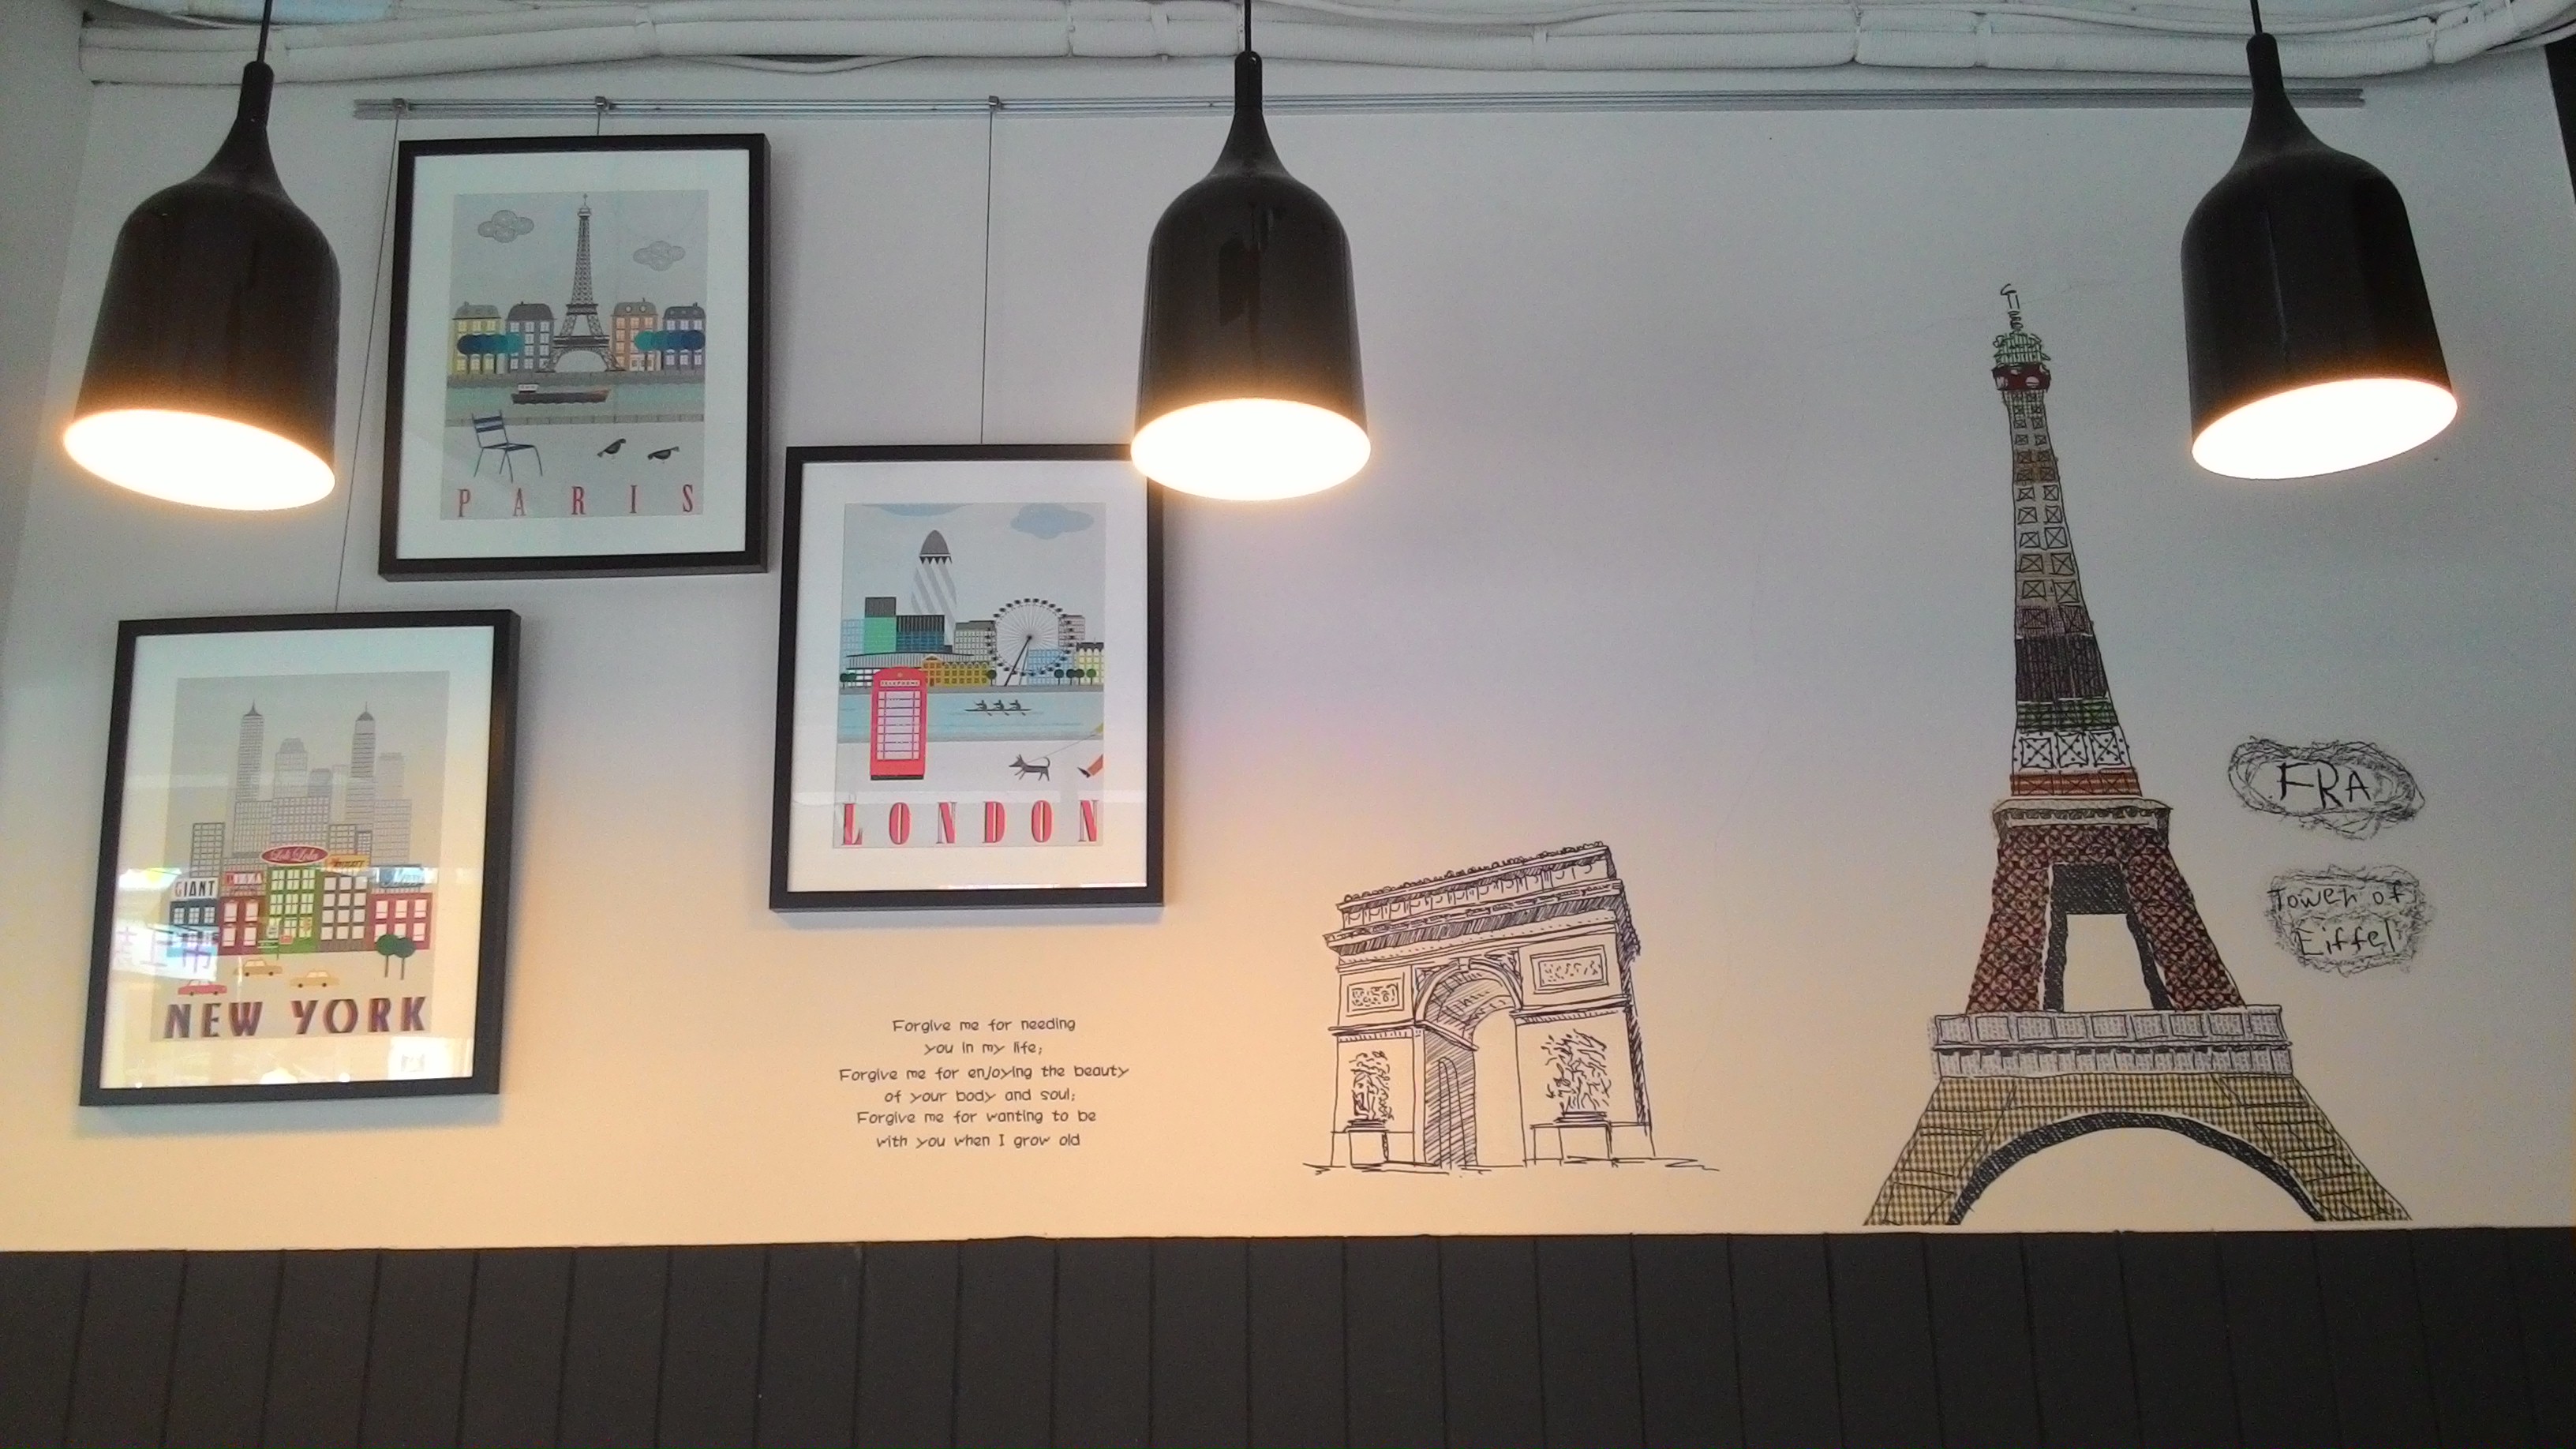 PARIS
TELEPHONE
LONDON
GIANT
PIZZA
NEW YORK
Forgive me for needing
you in my life;
Forgive me for enjoying the beauty
of your body and soul;
Forgive me for wanting to be
with you when I grow old
FRA
Tower of
Eiffel